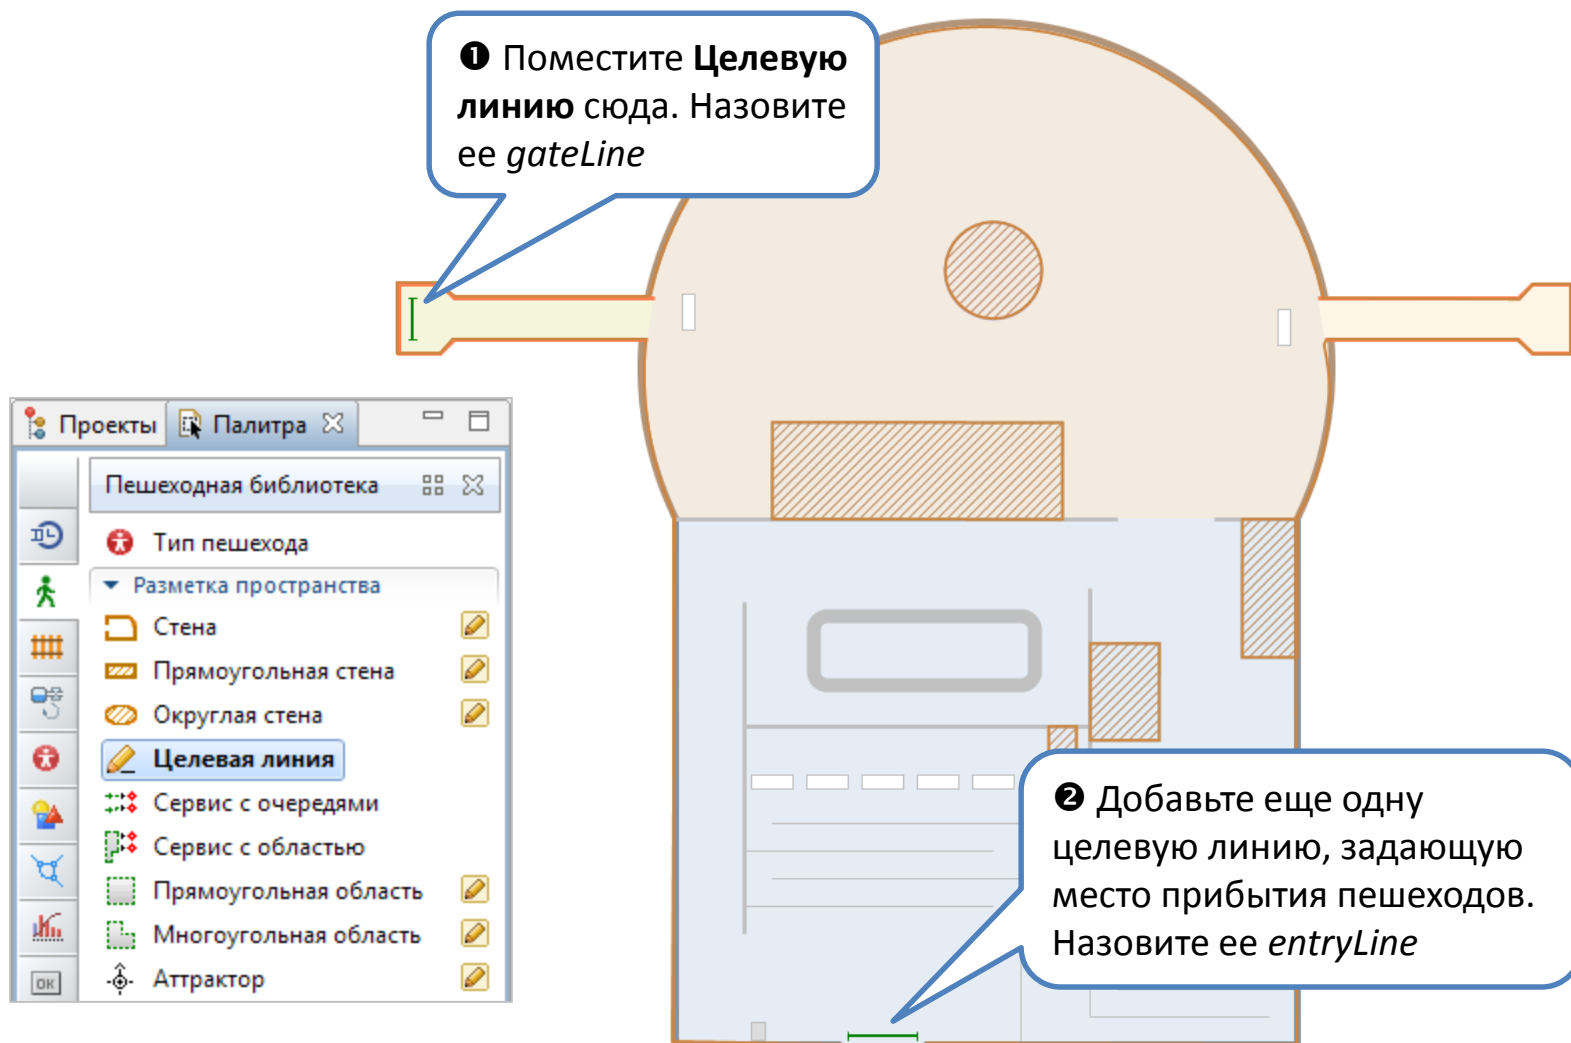 ❶ Поместите Целевую
линию сюда. Назовите
ее gateLine
Проекты
Палитра
Пешеходная библиотека
Тип пешехода
Разметка пространства
Стена
Прямоугольная стена
Округлая стена
Целевая линия
Сервис с очередями
Сервис с областью
Прямоугольная область
Многоугольная область
Аттрактор
OK
❷ Добавьте еще одну
целевую линию, задающую
место прибытия пешеходов.
Назовите ее entryLine